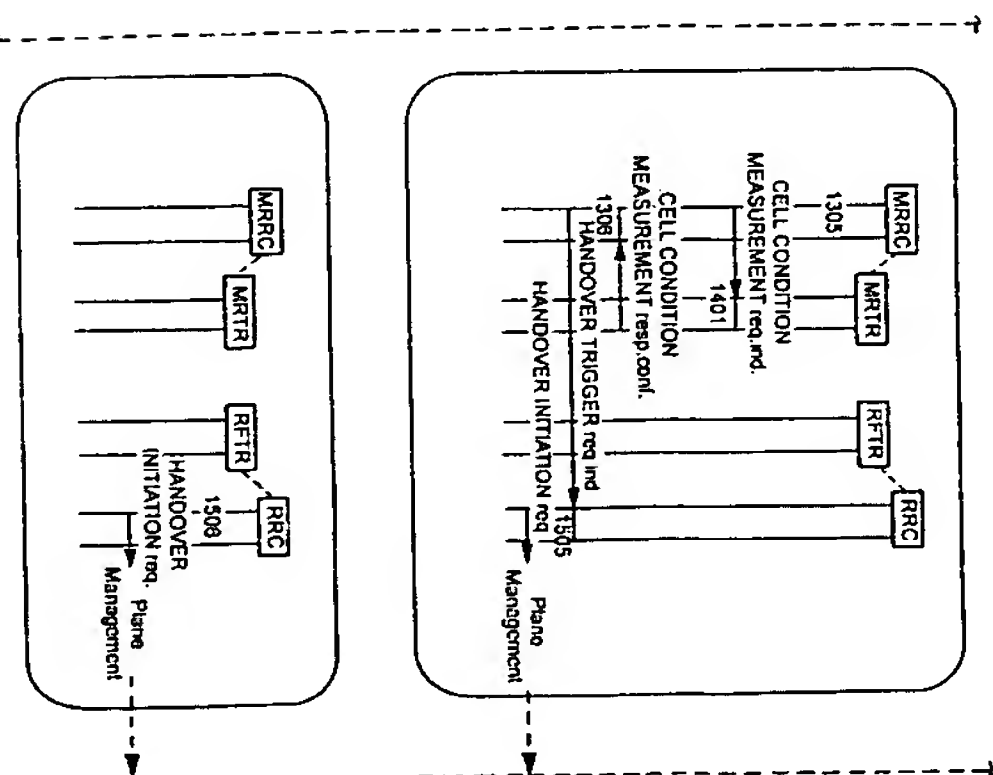 MRRC
MRTR
RFTR
RRC
1305
CELL CONDITION
MEASUREMENT req.ind.
1401
CELL CONDITION
MEASUREMENT resp.conf.
1306
HANDOVER TRIGGER req ind
1505
HANDOVER INITIATION req
Plane
Management
MRRC
MRTR
RFTR
RRC
1506
HANDOVER
INITIATION req.
Plane
Management